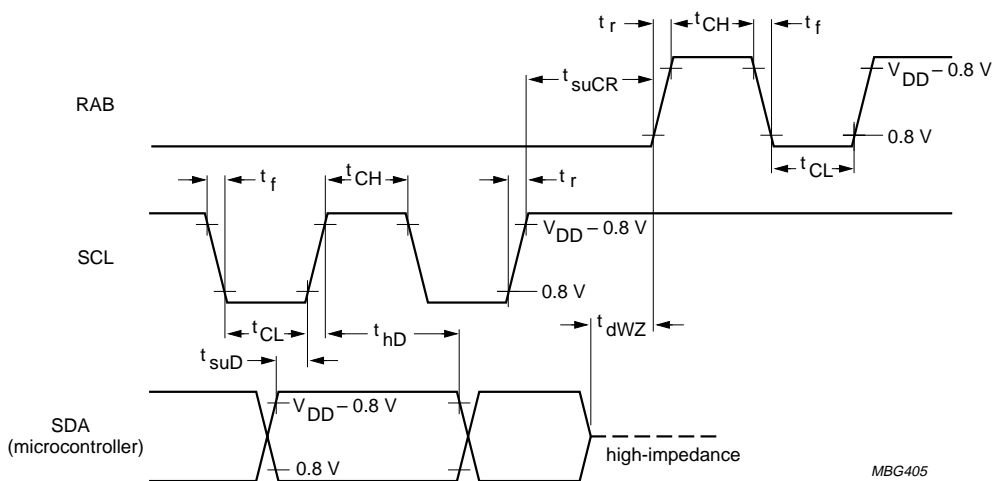 t r
t CH
t f
t suCR
V DD – 0.8 V
RAB
0.8 V
t CL
t f
t CH
t r
V DD – 0.8 V
SCL
0.8 V
t CL
t hD
t dWZ
t suD
V DD – 0.8 V
SDA
(microcontroller)
0.8 V
high-impedance
MBG405